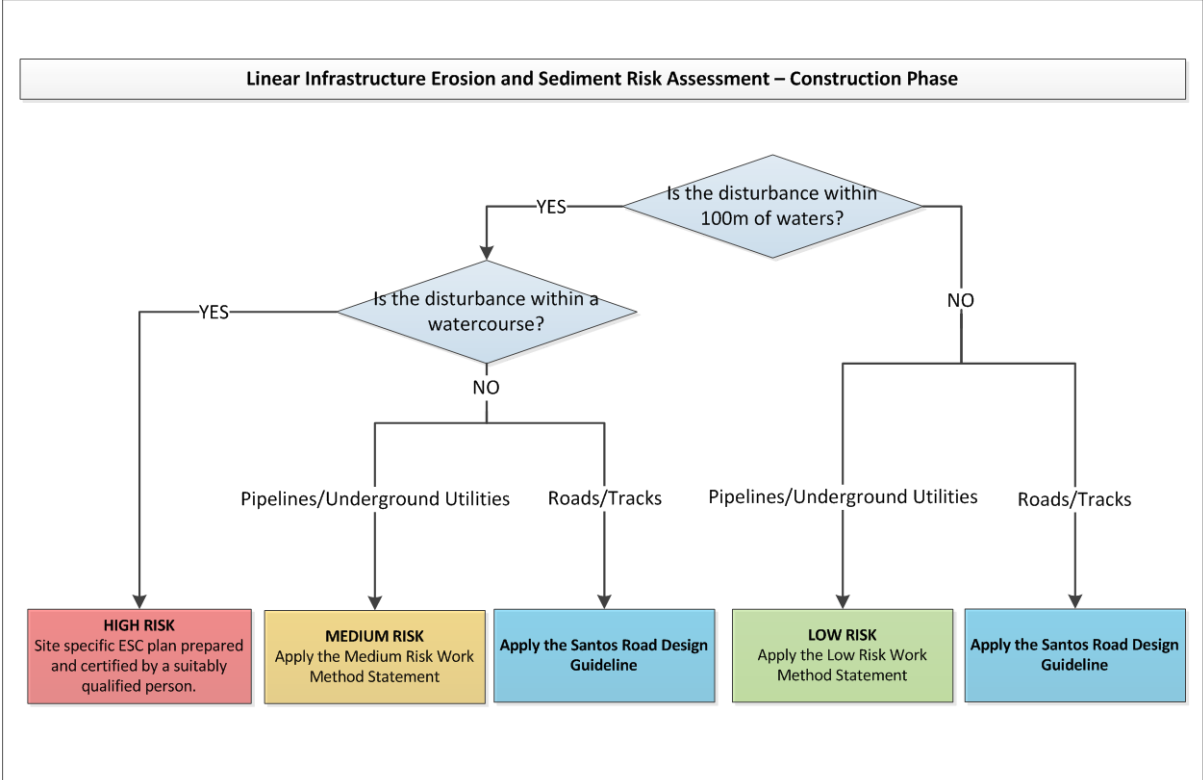 Linear Infrastructure Erosion and Sediment Risk Assessment – Construction Phase
Is the disturbance within
100m of waters?
YES
Is the disturbance within a
watercourse?
YES
NO
NO
Pipelines/Underground Utilities
Roads/Tracks
Pipelines/Underground Utilities
Roads/Tracks
HIGH RISK
Site specific ESC plan prepared
and certified by a suitably
qualified person.
MEDIUM RISK
Apply the Medium Risk Work
Method Statement
Apply the Santos Road Design
Guideline
LOW RISK
Apply the Low Risk Work
Method Statement
Apply the Santos Road Design
Guideline